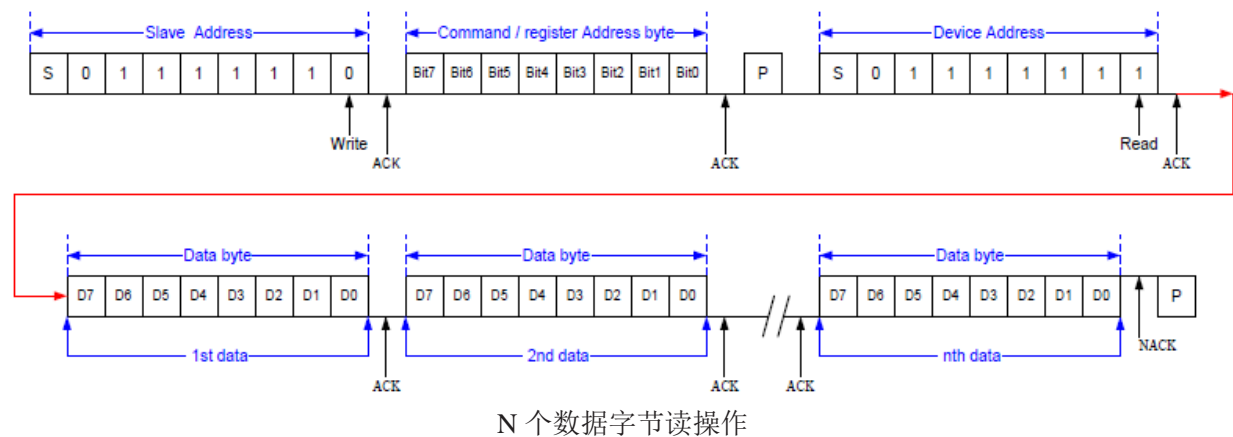 Slave Address Command / register Address byte Device Address
S 0 1 1 1 1 1 1 0 Bit7 Bit6 Bit5 Bit4 Bit3 Bit2 Bit1 Bit0 P S 0 1 1 1 1 1 1 1
Write Read
ACK ACK ACK
Data byte Data byte Data byte
D7 D6 D5 D4 D3 D2 D1 D0 D7 D6 D5 D4 D3 D2 D1 D0 // D7 D6 D5 D4 D3 D2 D1 D0 P
1st data 2nd data nth data NACK
ACK ACK ACK
N 个数据字节读操作